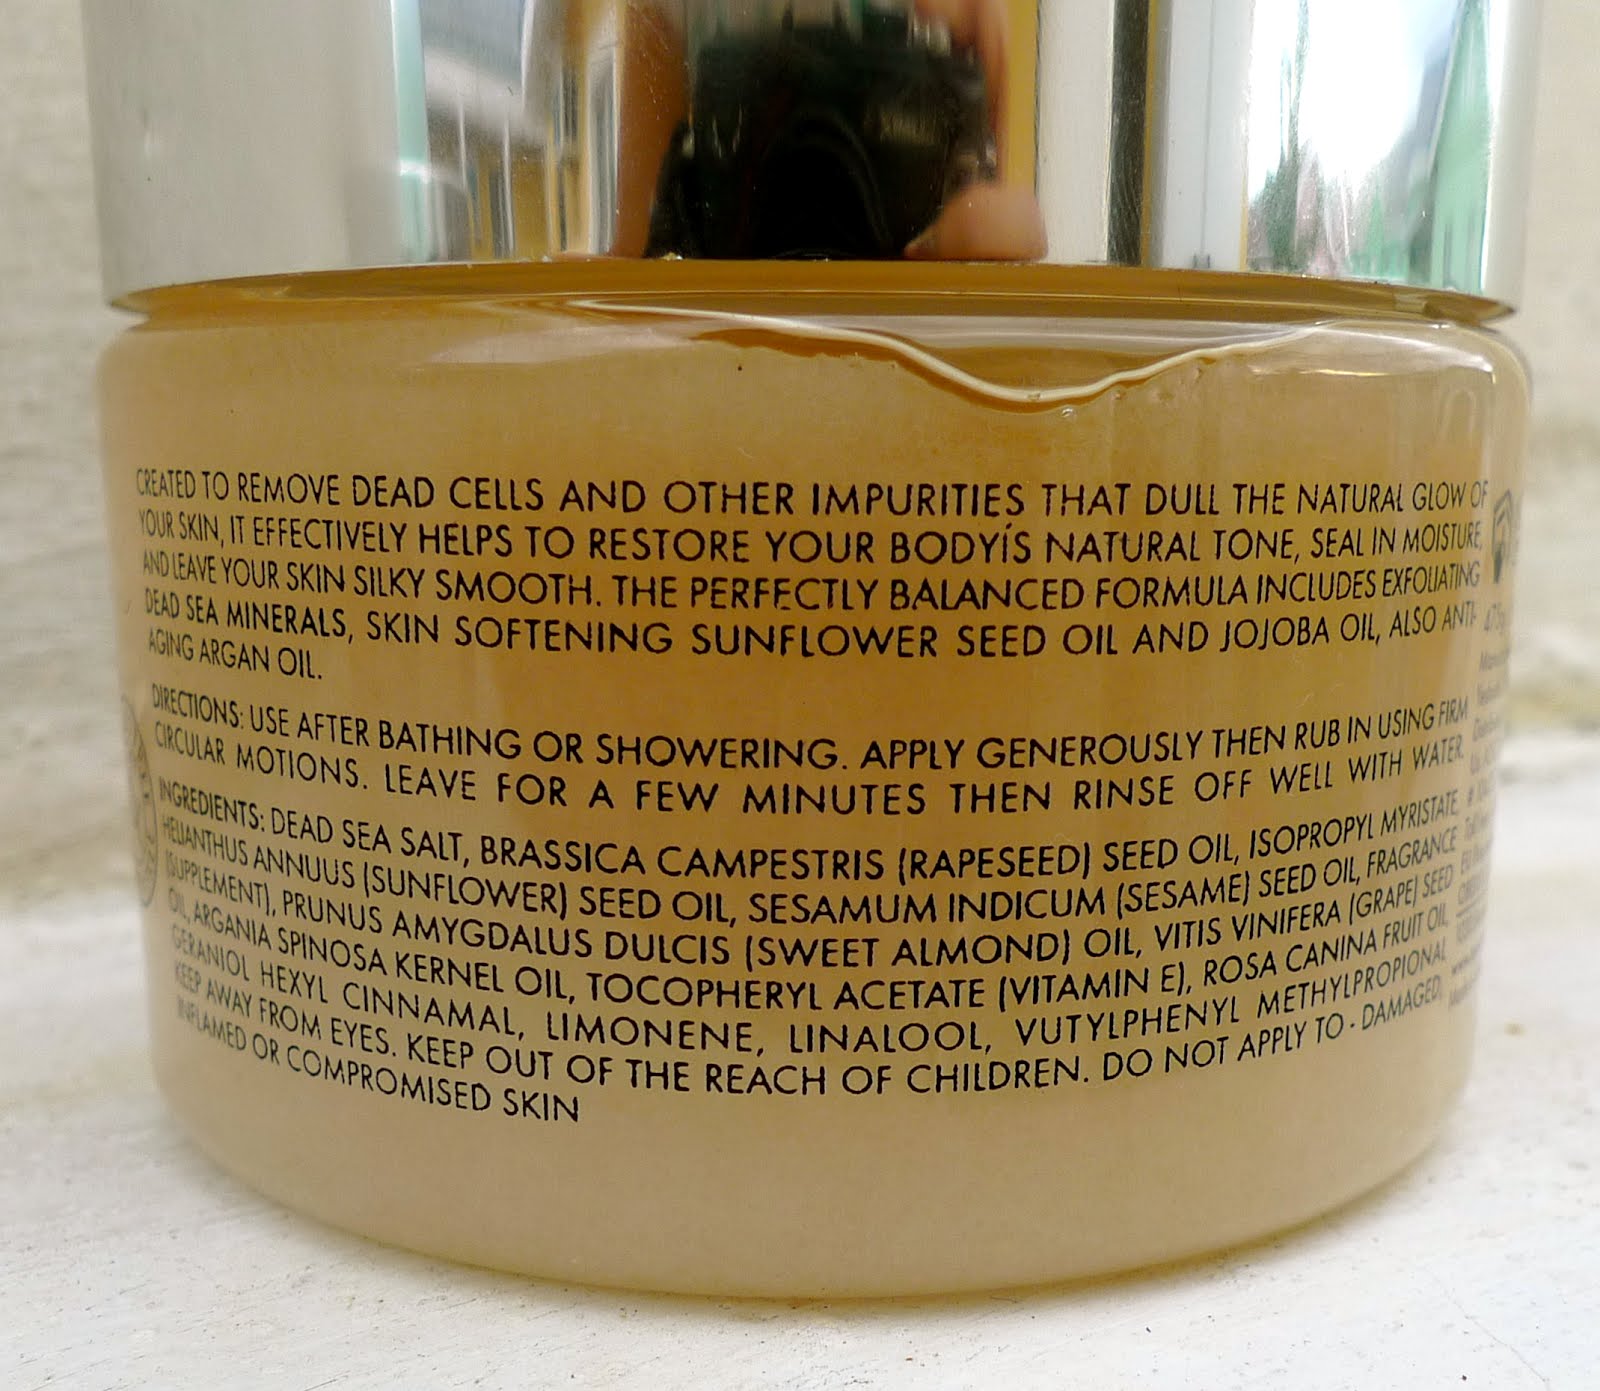 CREATED TO REMOVE DEAD CELLS AND OTHER IMPURITIES THAT DULL THE NATURAL GLOW OF
YOUR SKIN, IT EFFECTIVELY HELPS TO RESTORE YOUR BODYÍS NATURAL TONE, SEAL IN MOISTURE,
AND LEAVE YOUR SKIN SILKY SMOOTH. THE PERFECTLY BALANCED FORMULA INCLUDES EXFOLIATING
DEAD SEA MINERALS, SKIN SOFTENING SUNFLOWER SEED OIL AND JOJOBA OIL, ALSO ANTI-
AGING ARGAN OIL.
DIRECTIONS: USE AFTER BATHING OR SHOWERING. APPLY GENEROUSLY THEN RUB IN USING FIRM
CIRCULAR MOTIONS. LEAVE FOR A FEW MINUTES THEN RINSE OFF WELL WITH WATER.
INGREDIENTS: DEAD SEA SALT, BRASSICA CAMPESTRIS (RAPESEED) SEED OIL, ISOPROPYL MYRISTATE,
HELIANTHUS ANNUUS (SUNFLOWER) SEED OIL, SESAMUM INDICUM (SESAME) SEED OIL, FRAGRANCE
(SUPPLEMENT), PRUNUS AMYGDALUS DULCIS (SWEET ALMOND) OIL, VITIS VINIFERA (GRAPE) SEED
OIL, ARGANIA SPINOSA KERNEL OIL, TOCOPHERYL ACETATE (VITAMIN E), ROSA CANINA FRUIT OIL,
GERANIOL HEXYL CINNAMAL, LIMONENE, LINALOOL, VUTYLPHENYL METHYLPROPIONAL
KEEP AWAY FROM EYES. KEEP OUT OF THE REACH OF CHILDREN. DO NOT APPLY TO - DAMAGED,
INFLAMED OR COMPROMISED SKIN